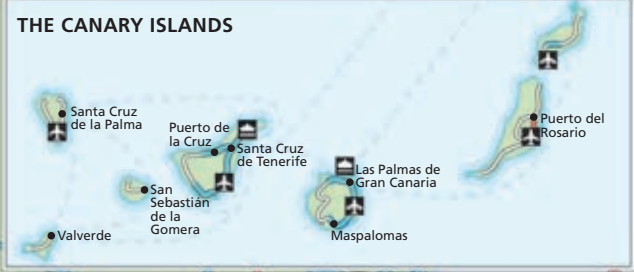 THE CANARY ISLANDS
Santa Cruz
de la Palma
Puerto de
la Cruz
Santa Cruz
de Tenerife
San
Sebastián
de la
Gomera
Valverde
Las Palmas de
Gran Canaria
Maspalomas
Puerto del
Rosario